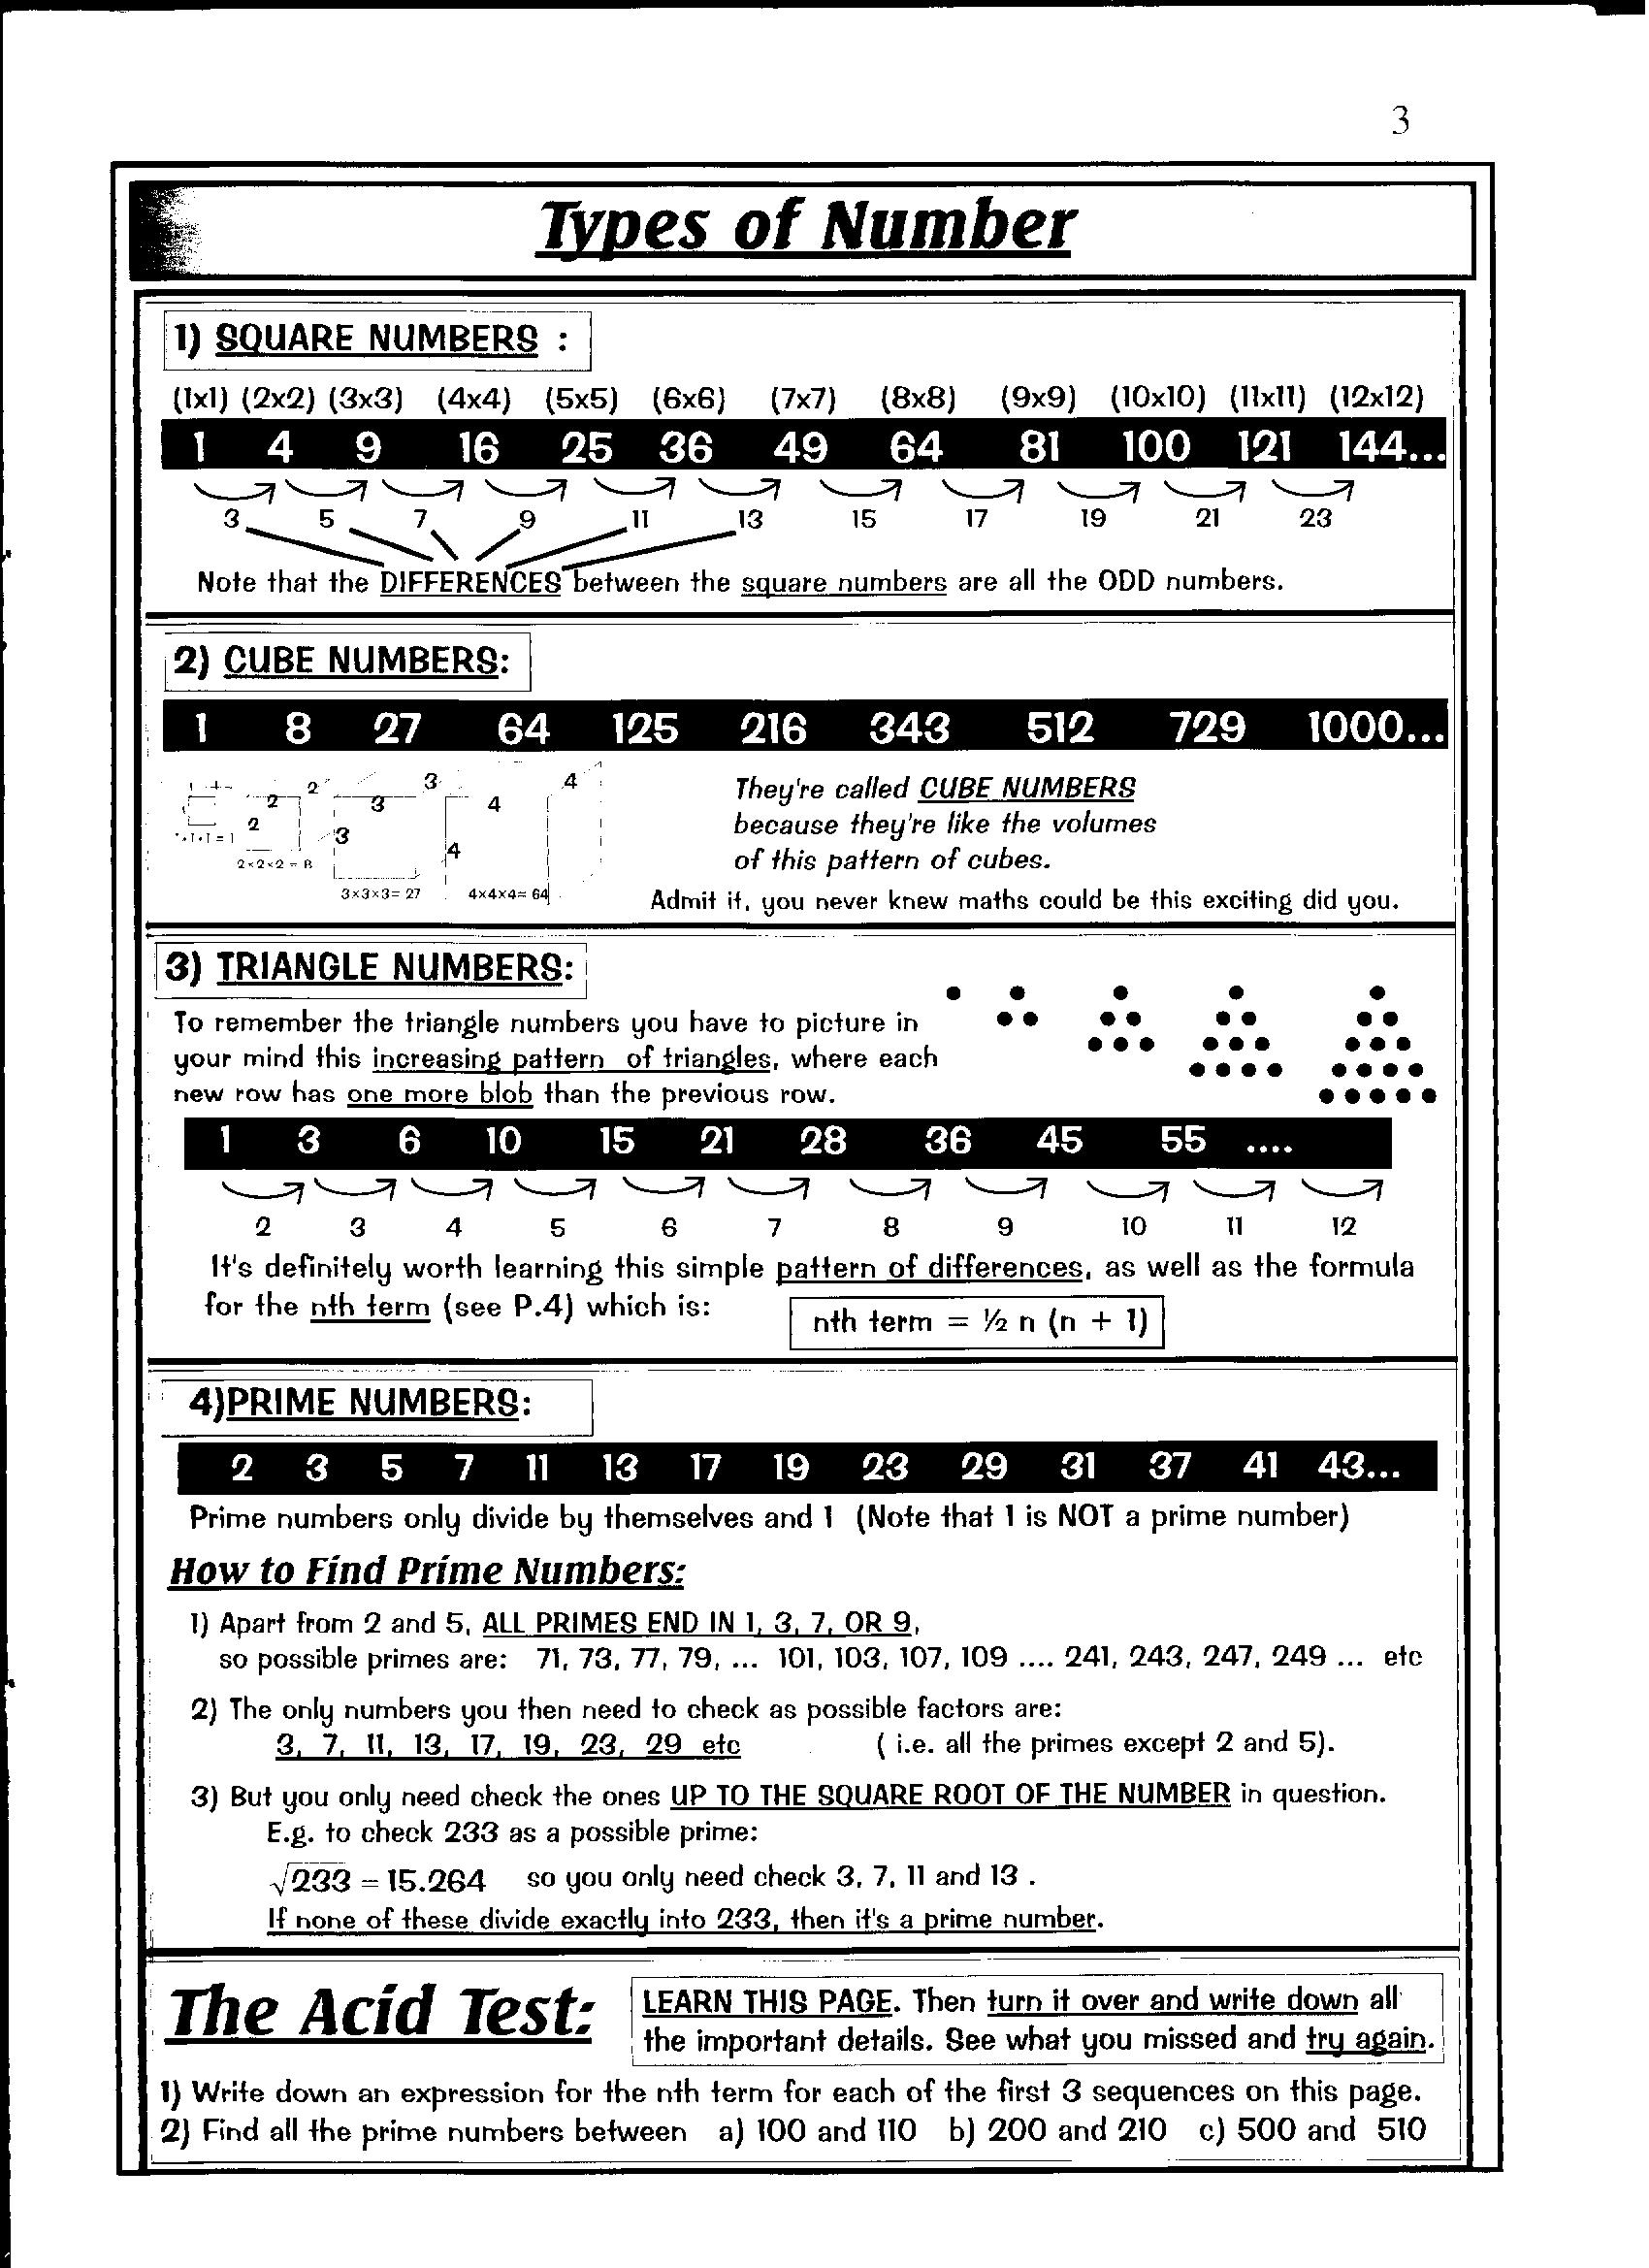 3
Types of Number
1) SQUARE NUMBERS :
(1x1) (2x2) (3x3) (4x4) (5x5) (6x6) (7x7) (8x8) (9x9) (10x10) (11x11) (12x12)
1 4 9 16 25 36 49 64 81 100 121 144...
3 5 7 9 11 13 15 17 19 21 23
Note that the DIFFERENCES between the square numbers are all the ODD numbers.
2) CUBE NUMBERS:
1 8 27 64 125 216 343 512 729 1000...
2 3 4
2 3 4
2 3 4
2×2×2 = 8
3×3×3= 27 4×4×4= 64
They're called CUBE NUMBERS
because they're like the volumes
of this pattern of cubes.
Admit it, you never knew maths could be this exciting did you.
3) TRIANGLE NUMBERS:
To remember the triangle numbers you have to picture in
your mind this increasing pattern of triangles, where each
new row has one more blob than the previous row.
1 3 6 10 15 21 28 36 45 55 ....
2 3 4 5 6 7 8 9 10 11 12
It's definitely worth learning this simple pattern of differences, as well as the formula
for the nth term (see P.4) which is:
nth term = ½ n (n + 1)
4)PRIME NUMBERS:
2 3 5 7 11 13 17 19 23 29 31 37 41 43...
Prime numbers only divide by themselves and 1 (Note that 1 is NOT a prime number)
How to Find Prime Numbers:
1) Apart from 2 and 5, ALL PRIMES END IN 1, 3, 7, OR 9,
so possible primes are: 71, 73, 77, 79, ... 101, 103, 107, 109 .... 241, 243, 247, 249 ... etc
2) The only numbers you then need to check as possible factors are:
3, 7, 11, 13, 17, 19, 23, 29 etc ( i.e. all the primes except 2 and 5).
3) But you only need check the ones UP TO THE SQUARE ROOT OF THE NUMBER in question.
E.g. to check 233 as a possible prime:
√233 = 15.264 so you only need check 3, 7, 11 and 13 .
If none of these divide exactly into 233, then it's a prime number.
The Acid Test:
LEARN THIS PAGE. Then turn it over and write down all
the important details. See what you missed and try again.
1) Write down an expression for the nth term for each of the first 3 sequences on this page.
2) Find all the prime numbers between a) 100 and 110 b) 200 and 210 c) 500 and 510